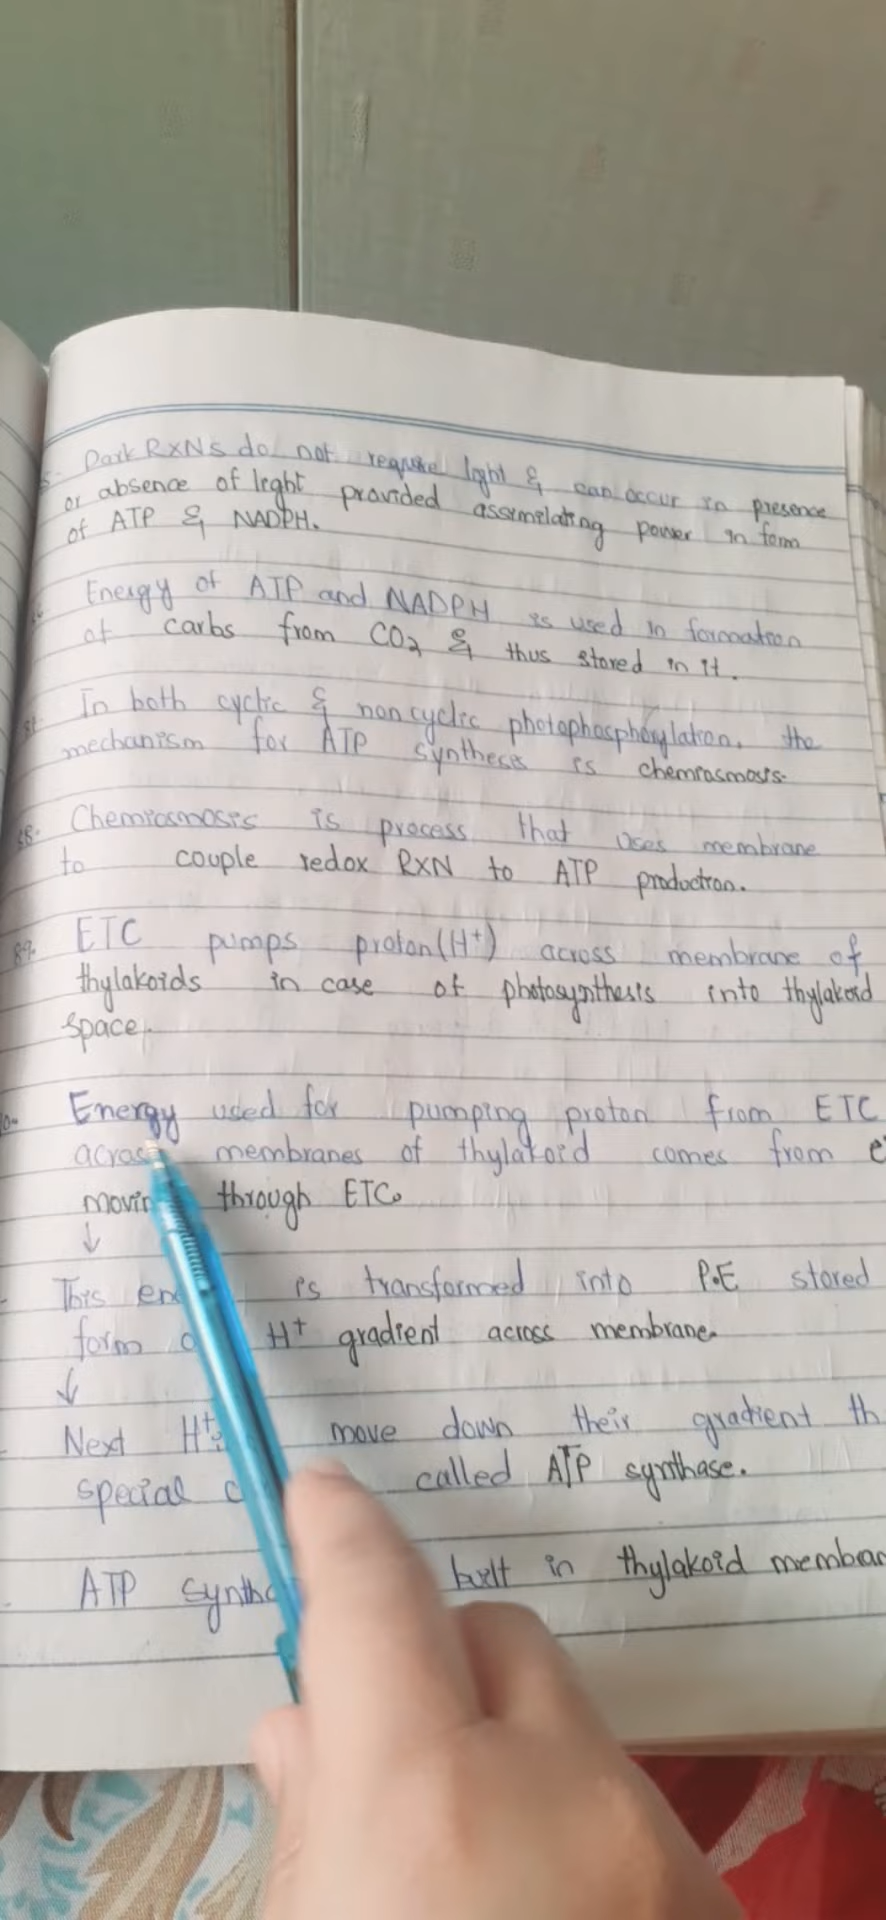 Dark RXNs do not require light & can occur in presence
or absence of light provided assimilating power in form
of ATP & NADPH.
Energy of ATP and NADPH is used in formation
of carbs from CO2 & thus stored in it.
In both cyclic & noncyclic photophosphorylation, the
mechanism for ATP synthesis is chemiosmosis.
88. Chemiosmosis is process that uses membrane
to couple redox RXN to ATP production.
89. ETC pumps proton (H+) across membrane of
thylakoids in case of photosynthesis into thylakoid
space.
Energy used for pumping proton from ETC
across membranes of thylakoid comes from e
moving through ETC.
↓
This is transformed into P.E stored
form H+ gradient across membrane.
↓
Next H+ move down their gradient
special called ATP synthase.
ATP built in thylakoid